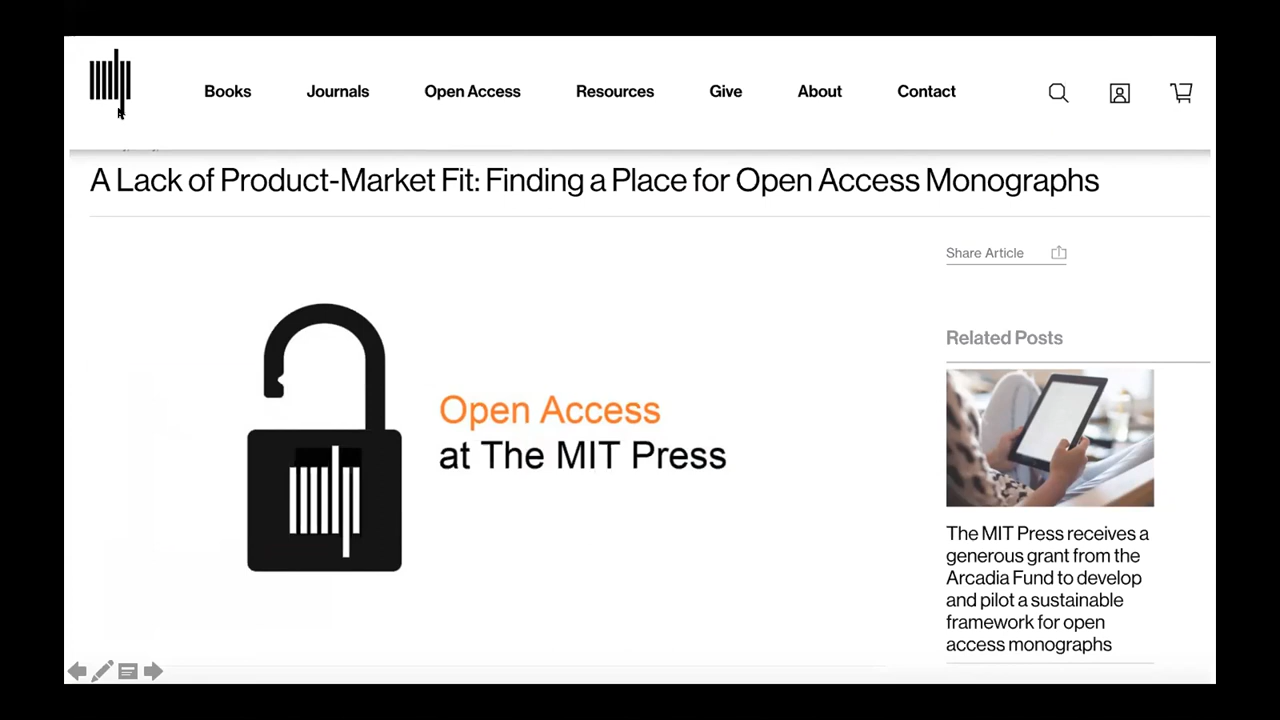 Books
Journals
Open Access
Resources
Give
About
Contact
A Lack of Product-Market Fit: Finding a Place for Open Access Monographs
Share Article
Open Access
at The MIT Press
Related Posts
The MIT Press receives a
generous grant from the
Arcadia Fund to develop
and pilot a sustainable
framework for open
access monographs